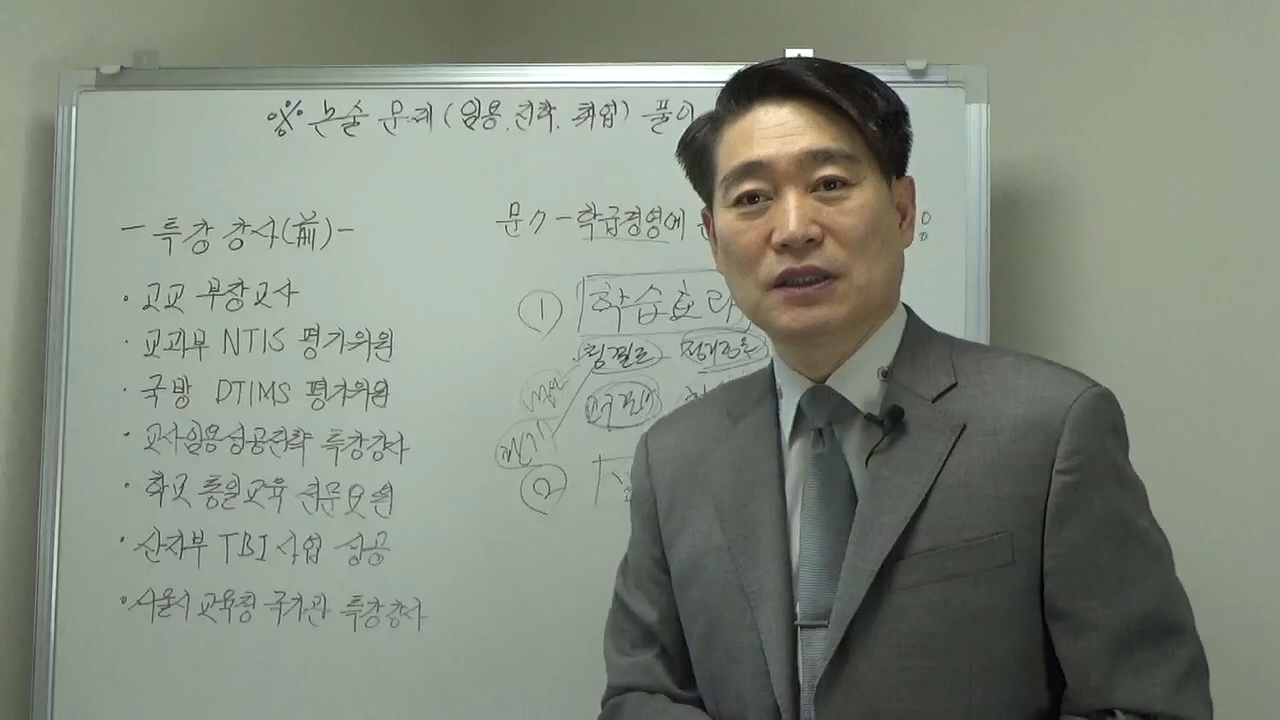 논술 문제 (임용, 진학, 취업) 풀이
- 특강 강사(前) -
· 고교 부장교사
· 교과부 NTIS 평가위원
· 국방 DTIMS 평가위원
· 교사임용성공전략 특강강사
· 학교 통일교육 전문요원
· 산자부 TBI 사업 성공
· 서울시 교육청 국가관 특강강사
문7 - 학급경영에
① 학습효과
②